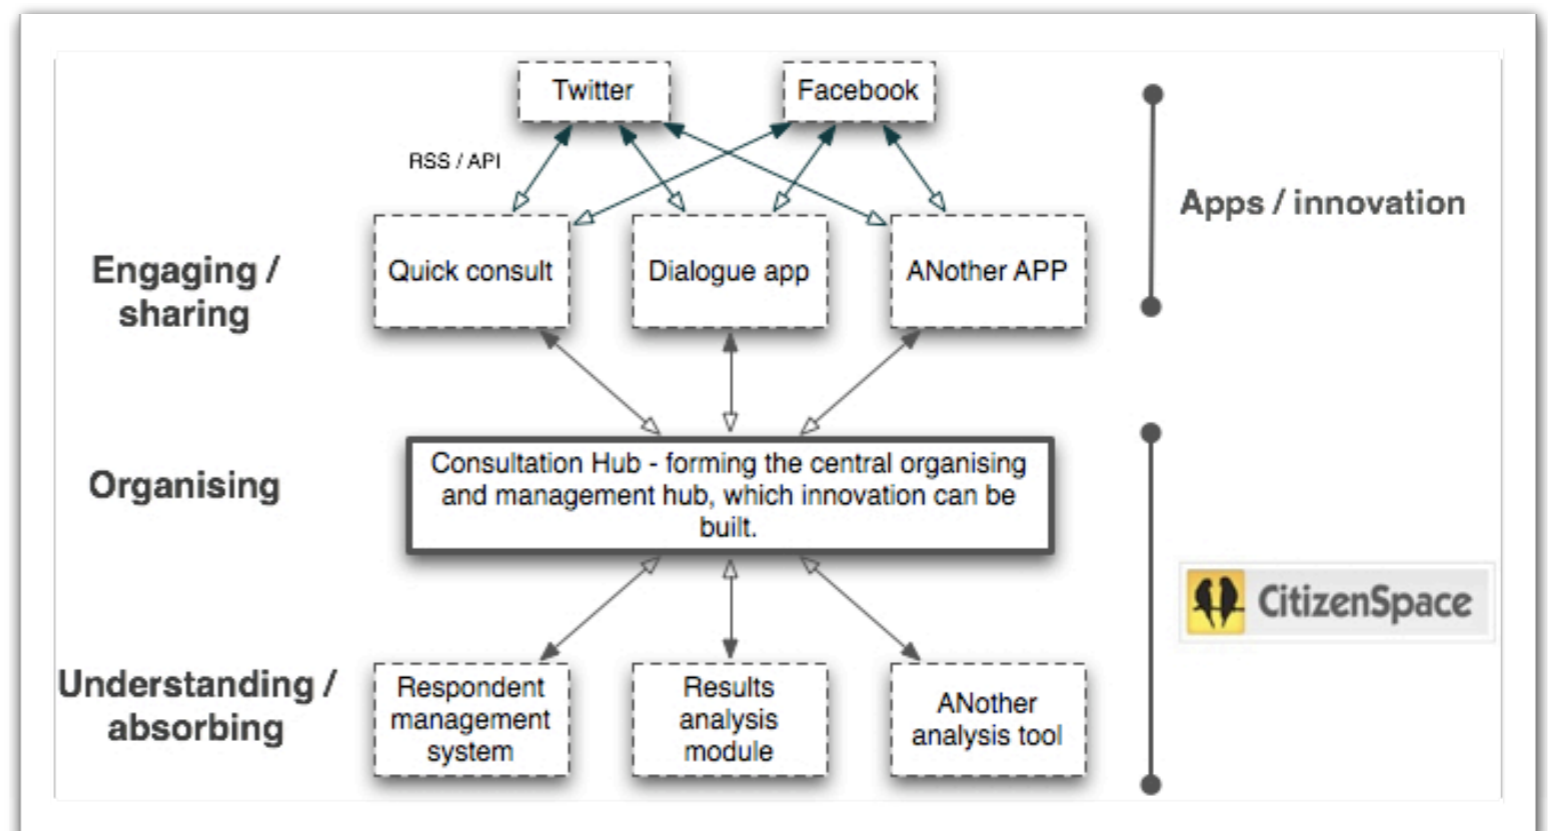 Twitter
Facebook
RSS / API
Apps / innovation
Engaging /
sharing
Quick consult
Dialogue app
ANother APP
Organising
Consultation Hub - forming the central organising
and management hub, which innovation can be
built.
CitizenSpace
Understanding /
absorbing
Respondent
management
system
Results
analysis
module
ANother
analysis tool